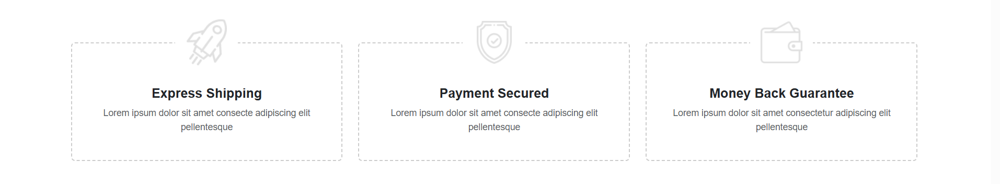 Express Shipping
Lorem ipsum dolor sit amet consecte adipiscing elit
pellentesque
Payment Secured
Lorem ipsum dolor sit amet consecte adipiscing elit
pellentesque
Money Back Guarantee
Lorem ipsum dolor sit amet consectetur adipiscing elit
pellentesque